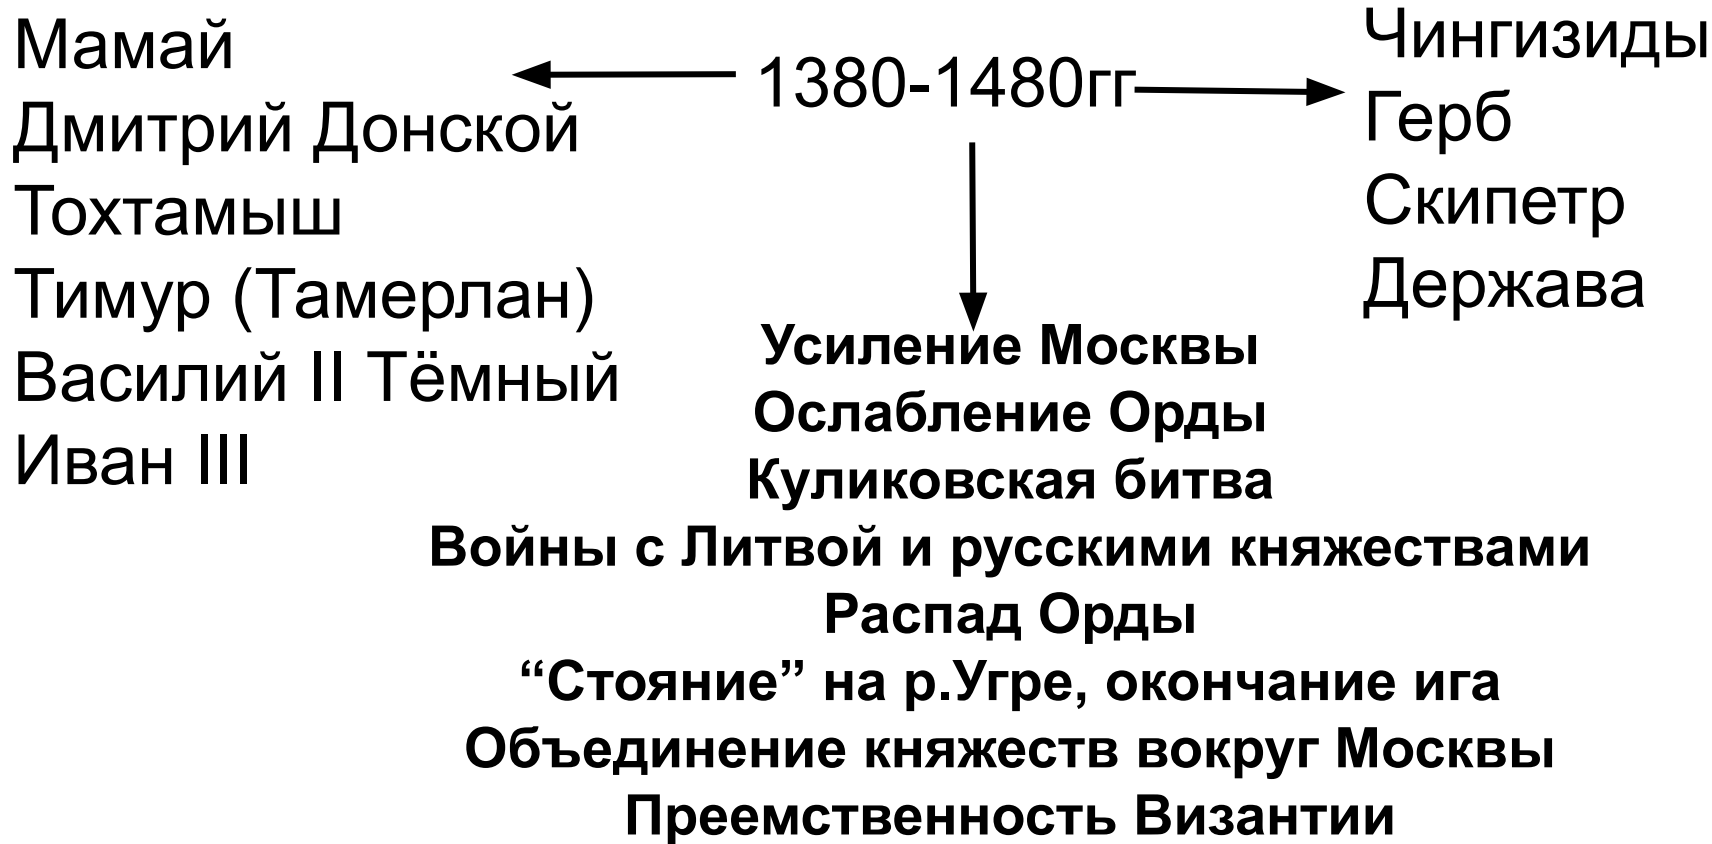 Мамай
Дмитрий Донской
Тохтамыш
Тимур (Тамерлан)
Василий II Тёмный
Иван III
1380-1480гг
Чингизиды
Герб
Скипетр
Держава
Усиление Москвы
Ослабление Орды
Куликовская битва
Войны с Литвой и русскими княжествами
Распад Орды
“Стояние” на р.Угре, окончание ига
Объединение княжеств вокруг Москвы
Преемственность Византии